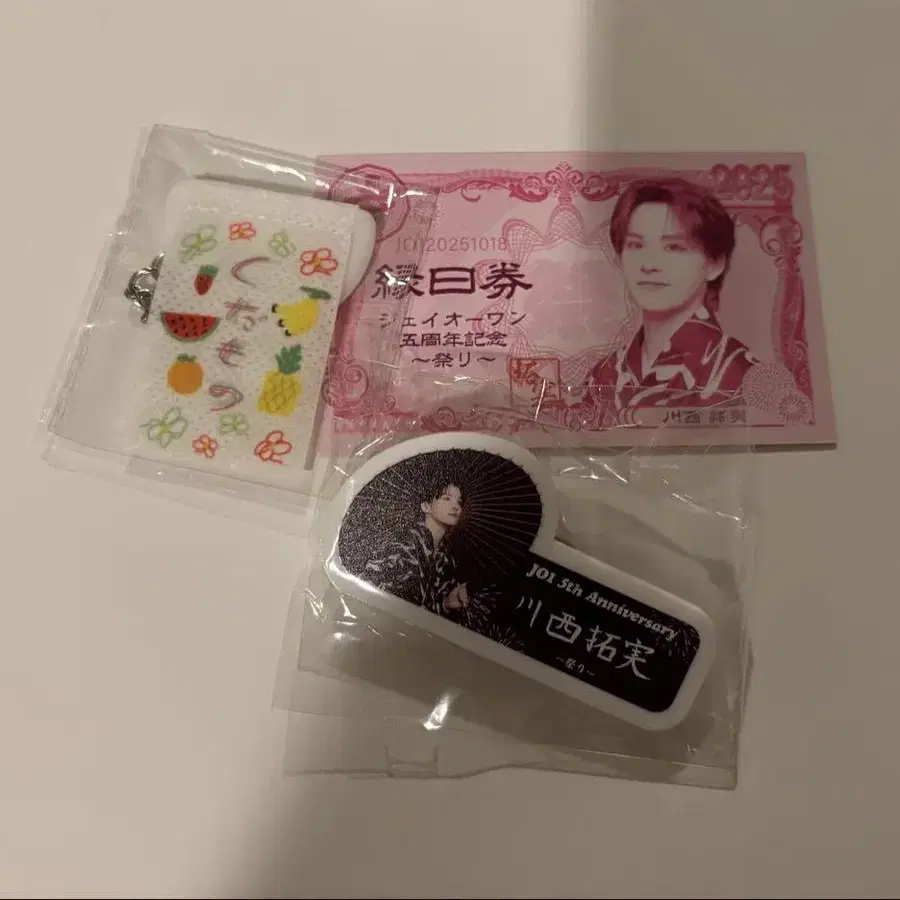 くだもの
2025
JO120251018
縁日券
ジェイオーワン
五周年記念
〜祭り〜
拓実
川西 拓実
JO1 5th Anniversary
川西拓実
〜祭り〜